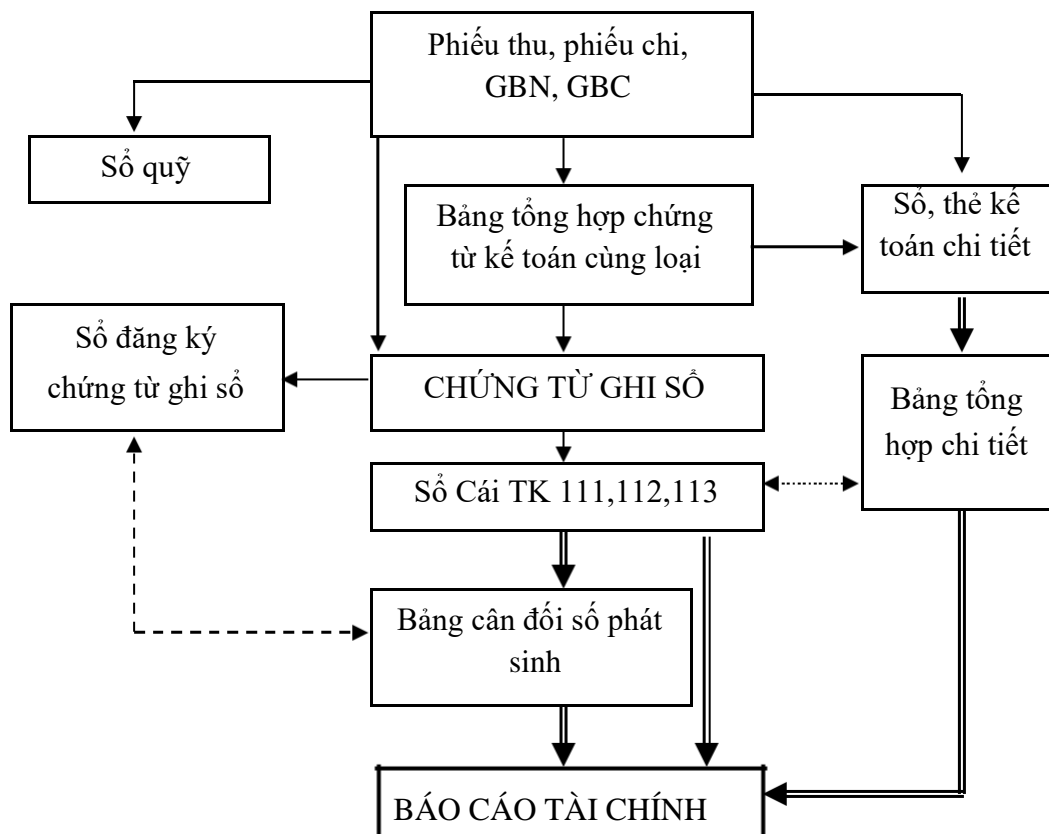 Phiếu thu, phiếu chi,
GBN, GBC
Sổ quỹ
Bảng tổng hợp chứng
từ kế toán cùng loại
Sổ, thẻ kế
toán chi tiết
Sổ đăng ký
chứng từ ghi sổ
CHỨNG TỪ GHI SỔ
Bảng tổng
hợp chi tiết
Sổ Cái TK 111,112,113
Bảng cân đối số phát
sinh
BÁO CÁO TÀI CHÍNH